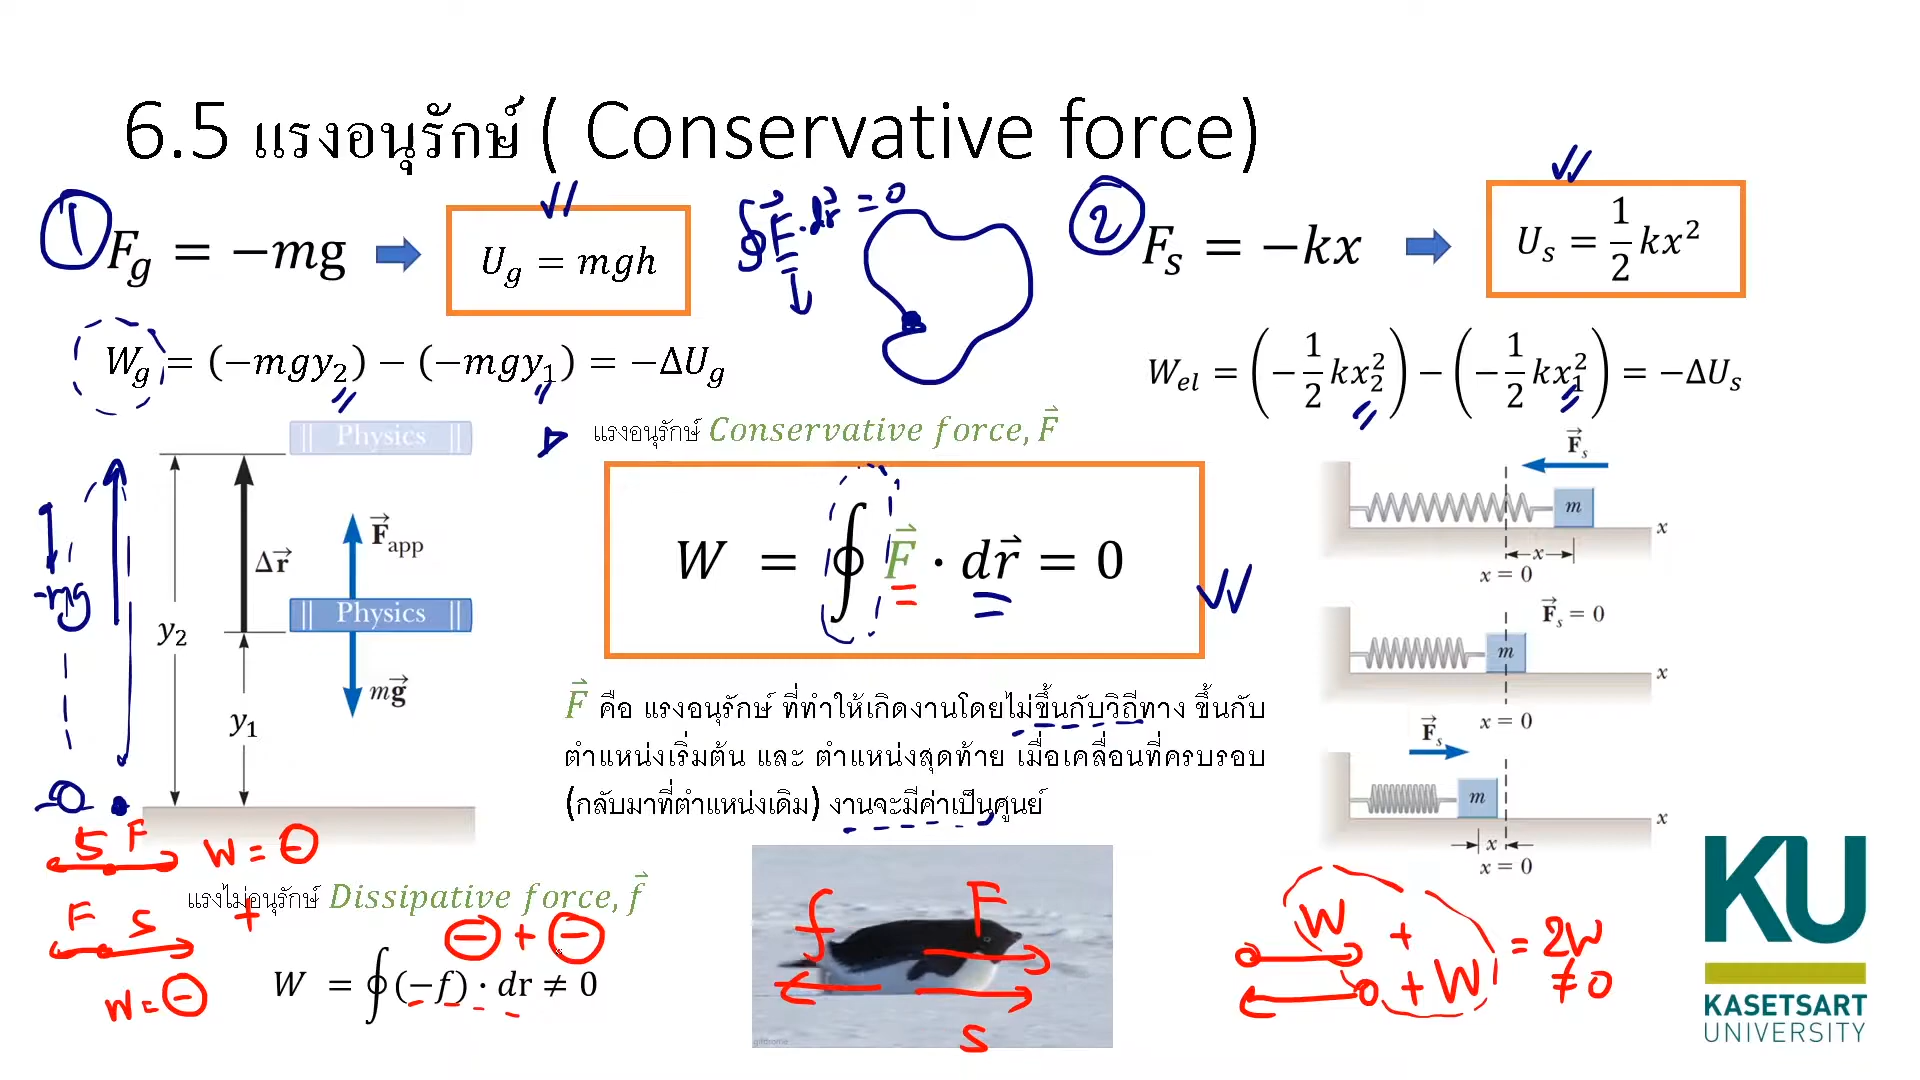 6.5 แรงอนุรักษ์ ( Conservative force)
① F_g = −mg
U_g = mgh
∮ F⃗ · dr⃗ = 0
② F_s = −kx
U_s = 1/2 kx²
W_g = (−mgy₂) − (−mgy₁) = −ΔU_g
W_el = (−1/2 kx₂²) − (−1/2 kx₁²) = −ΔU_s
แรงอนุรักษ์ Conservative force, F⃗
W = ∮ F⃗ · dr⃗ = 0
F⃗ คือ แรงอนุรักษ์ ที่ทำให้เกิดงานโดยไม่ขึ้นกับวิถีทาง ขึ้นกับ
ตำแหน่งเริ่มต้น และ ตำแหน่งสุดท้าย เมื่อเคลื่อนที่ครบรอบ
(กลับมาที่ตำแหน่งเดิม) งานจะมีค่าเป็นศูนย์
Physics
F⃗app
Δr⃗
Physics
-mg
y₂
mg⃗
y₁
F⃗s
m
x
x
x = 0
F⃗s = 0
m
x
x = 0
F⃗s
m
x
x
x = 0
S F W = ⊖
แรงไม่อนุรักษ์ Dissipative force, f⃗
F S +
⊖ + ⊖
W = ∮(−f) · dr ≠ 0
W = ⊖
f F
S
W +
+ W = 2W
≠ 0
KU
KASETSART
UNIVERSITY